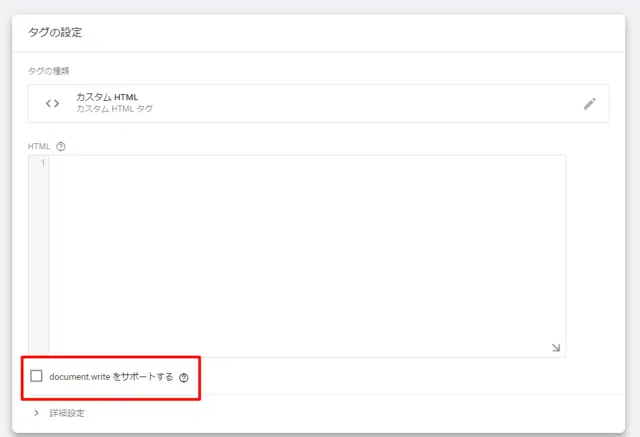 タグの設定
タグの種類
カスタム HTML
カスタム HTML タグ
HTML
1
document.write をサポートする
詳細設定